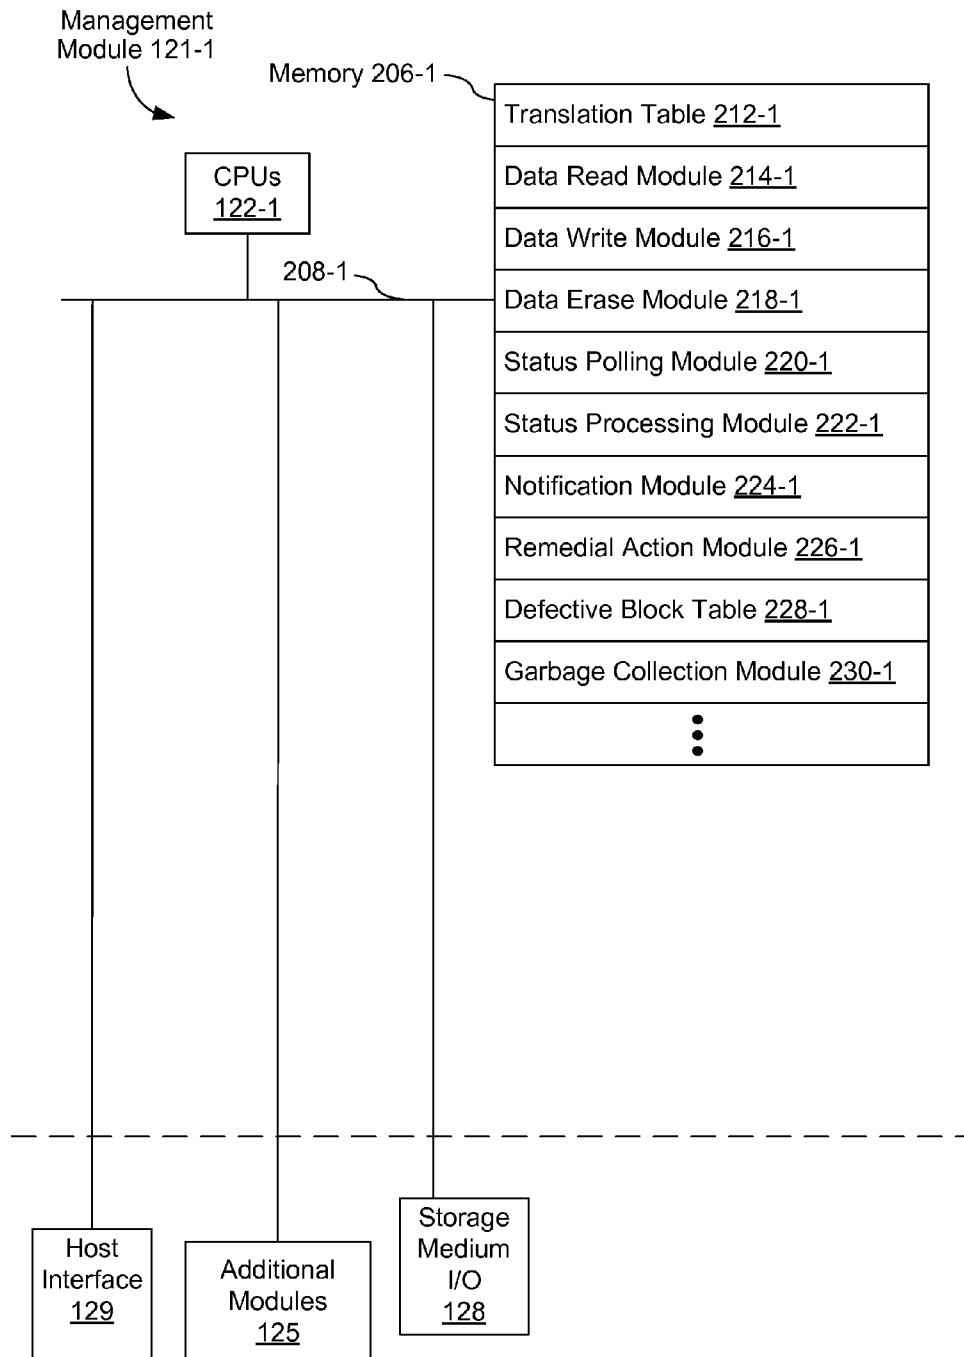 Management
Module 121-1
Memory 206-1
Translation Table 212-1
Data Read Module 214-1
CPUs
122-1
Data Write Module 216-1
208-1
Data Erase Module 218-1
Status Polling Module 220-1
Status Processing Module 222-1
Notification Module 224-1
Remedial Action Module 226-1
Defective Block Table 228-1
Garbage Collection Module 230-1
Host
Interface
129
Additional
Modules
125
Storage
Medium
I/O
128